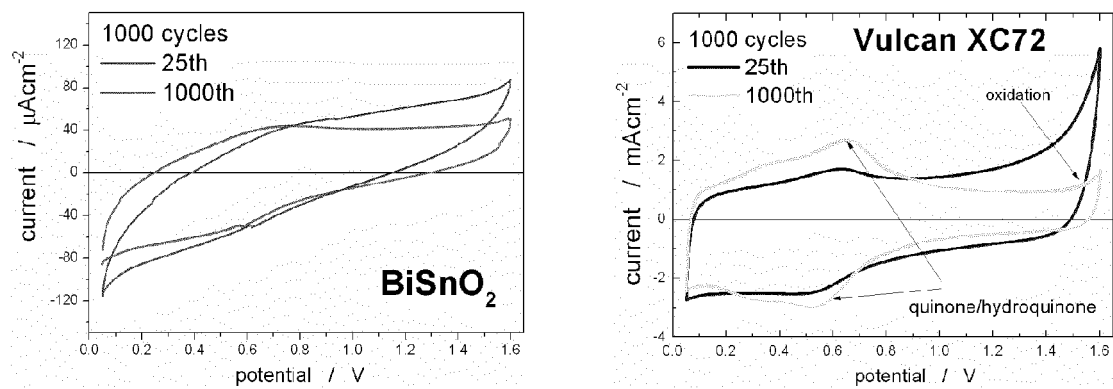 1000 cycles
25th
1000th
BiSnO₂
current / µAcm⁻²
120
80
40
0
-40
-80
-120
0.0 0.2 0.4 0.6 0.8 1.0 1.2 1.4 1.6
potential / V
1000 cycles
25th
1000th
Vulcan XC72
oxidation
quinone/hydroquinone
current / mAcm⁻²
6
4
2
0
-2
-4
0.0 0.2 0.4 0.6 0.8 1.0 1.2 1.4 1.6
potential / V